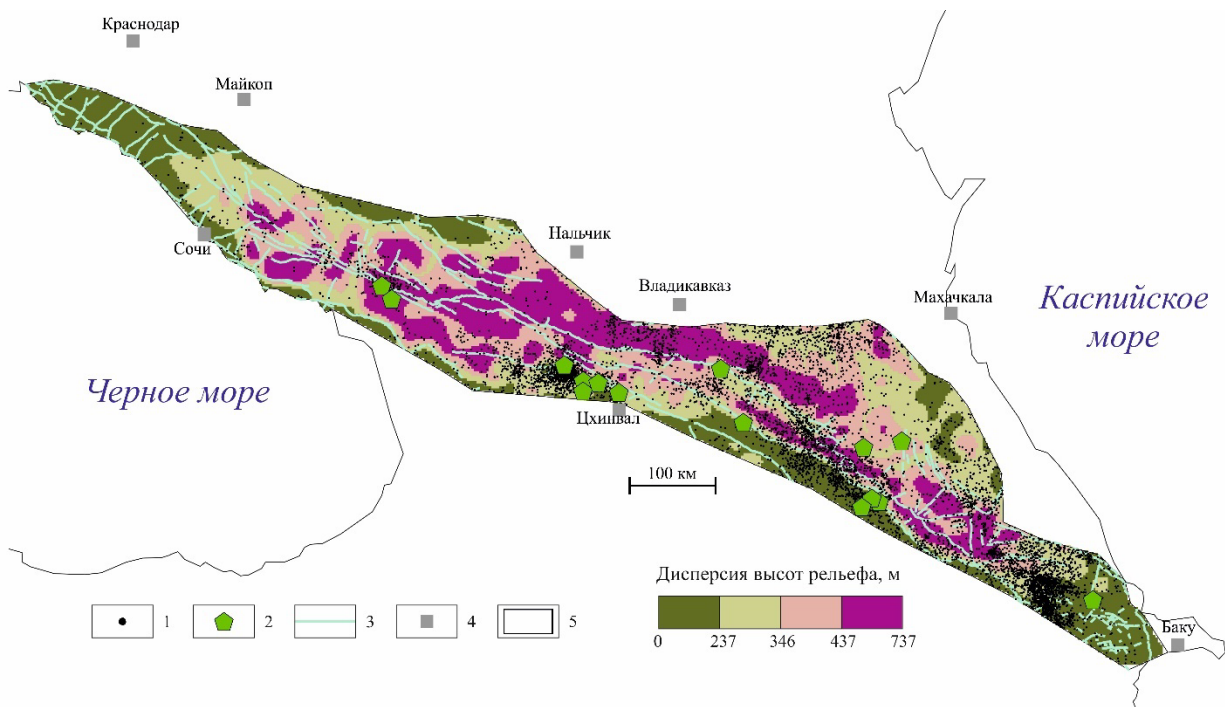 Краснодар
Майкоп
Сочи
Нальчик
Владикавказ
Махачкала
Каспийское
море
Черное море
Цхинвал
100 км
Дисперсия высот рельефа, м
0 237 346 437 737
Баку
1 2 3 4 5